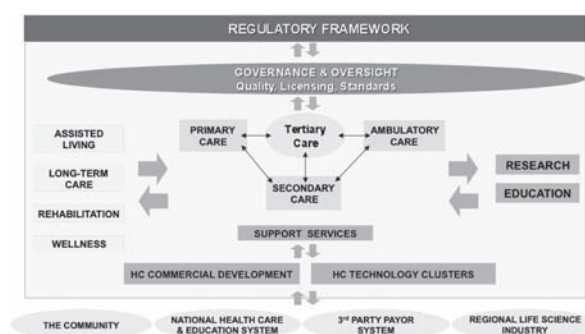 REGULATORY FRAMEWORK
GOVERNANCE & OVERSIGHT
Quality, Licensing, Standards
ASSISTED
LIVING
LONG-TERM
CARE
REHABILITATION
WELLNESS
PRIMARY
CARE
Tertiary
Care
AMBULATORY
CARE
SECONDARY
CARE
RESEARCH
EDUCATION
SUPPORT SERVICES
HC COMMERCIAL DEVELOPMENT
HC TECHNOLOGY CLUSTERS
THE COMMUNITY
NATIONAL HEALTH CARE
& EDUCATION SYSTEM
3rd PARTY PAYOR
SYSTEM
REGIONAL LIFE SCIENCE
INDUSTRY